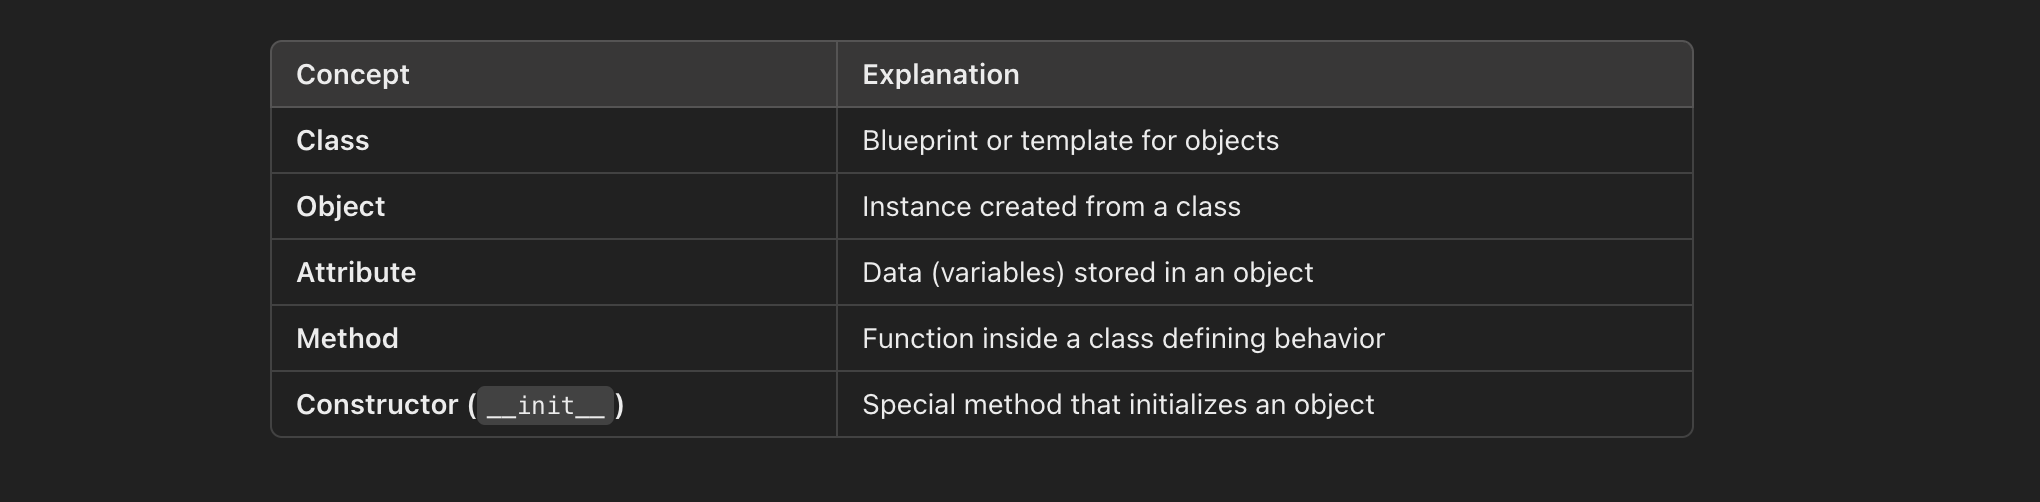 Concept Explanation
Class Blueprint or template for objects
Object Instance created from a class
Attribute Data (variables) stored in an object
Method Function inside a class defining behavior
Constructor (__init__) Special method that initializes an object